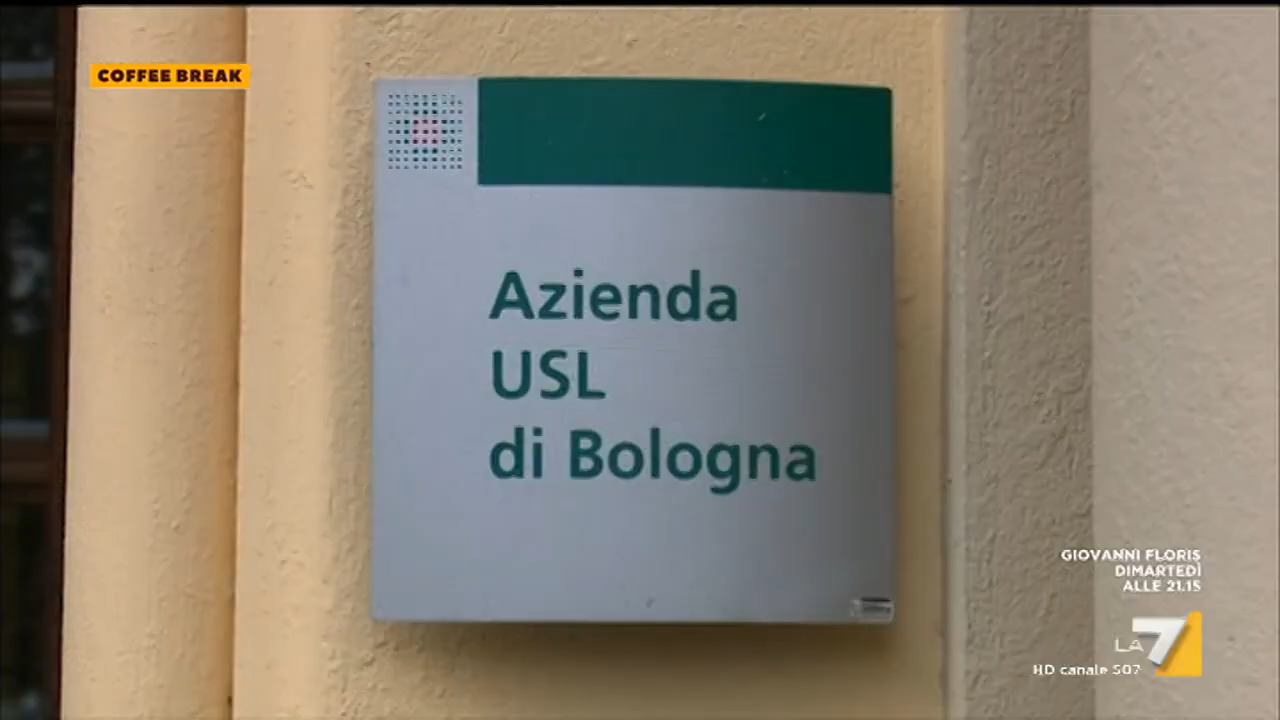 COFFEE BREAK
Azienda
USL
di Bologna
GIOVANNI FLORIS
DIMARTEDÌ
ALLE 21.15
LA7
HD canale 507